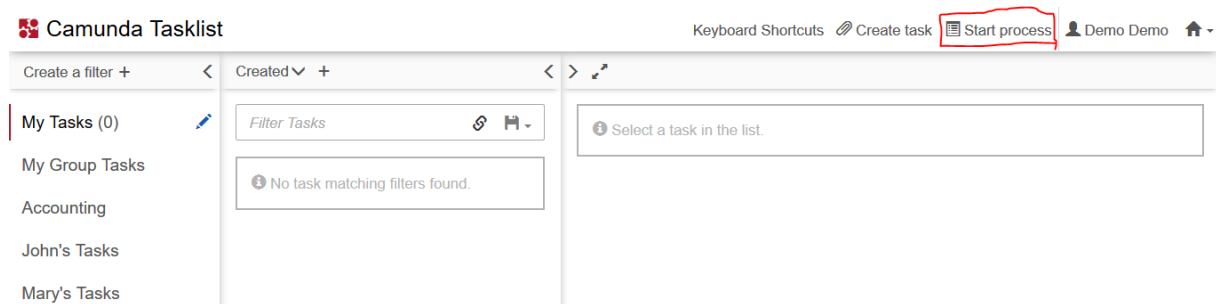 Camunda Tasklist
Keyboard Shortcuts Create task Start process Demo Demo
Create a filter +
Created +
My Tasks (0)
Filter Tasks
Select a task in the list.
My Group Tasks
No task matching filters found.
Accounting
John's Tasks
Mary's Tasks